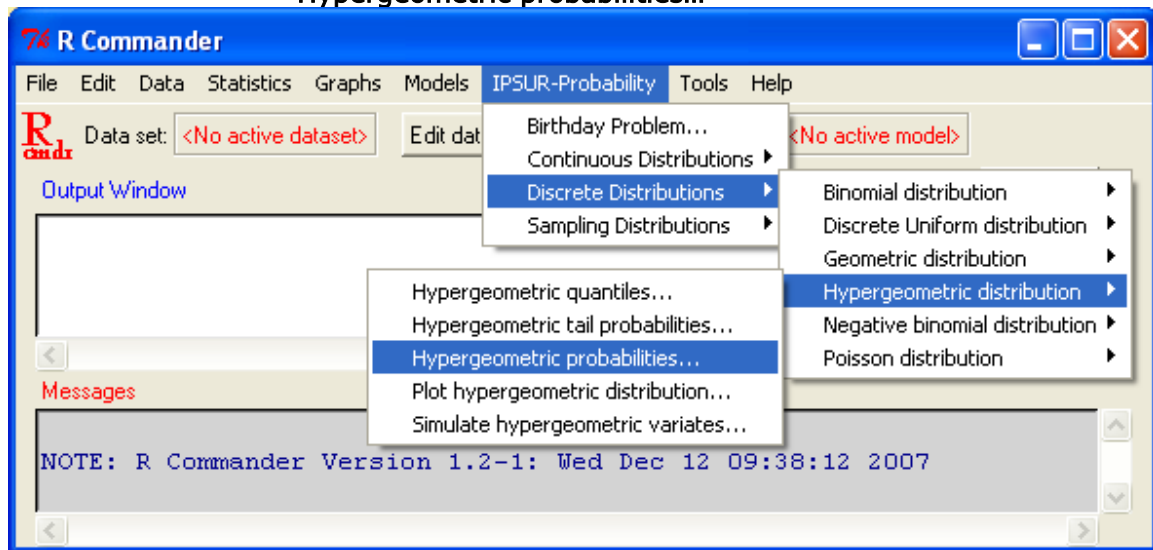 Hypergeometric probabilities...
R Commander
File Edit Data Statistics Graphs Models IPSUR-Probability Tools Help
R cmdr Data set: <No active dataset> Edit dat <No active model>
Birthday Problem...
Continuous Distributions
Discrete Distributions
Sampling Distributions
Binomial distribution
Discrete Uniform distribution
Geometric distribution
Hypergeometric distribution
Negative binomial distribution
Poisson distribution
Output Window
Hypergeometric quantiles...
Hypergeometric tail probabilities...
Hypergeometric probabilities...
Plot hypergeometric distribution...
Simulate hypergeometric variates...
Messages
NOTE: R Commander Version 1.2-1: Wed Dec 12 09:38:12 2007